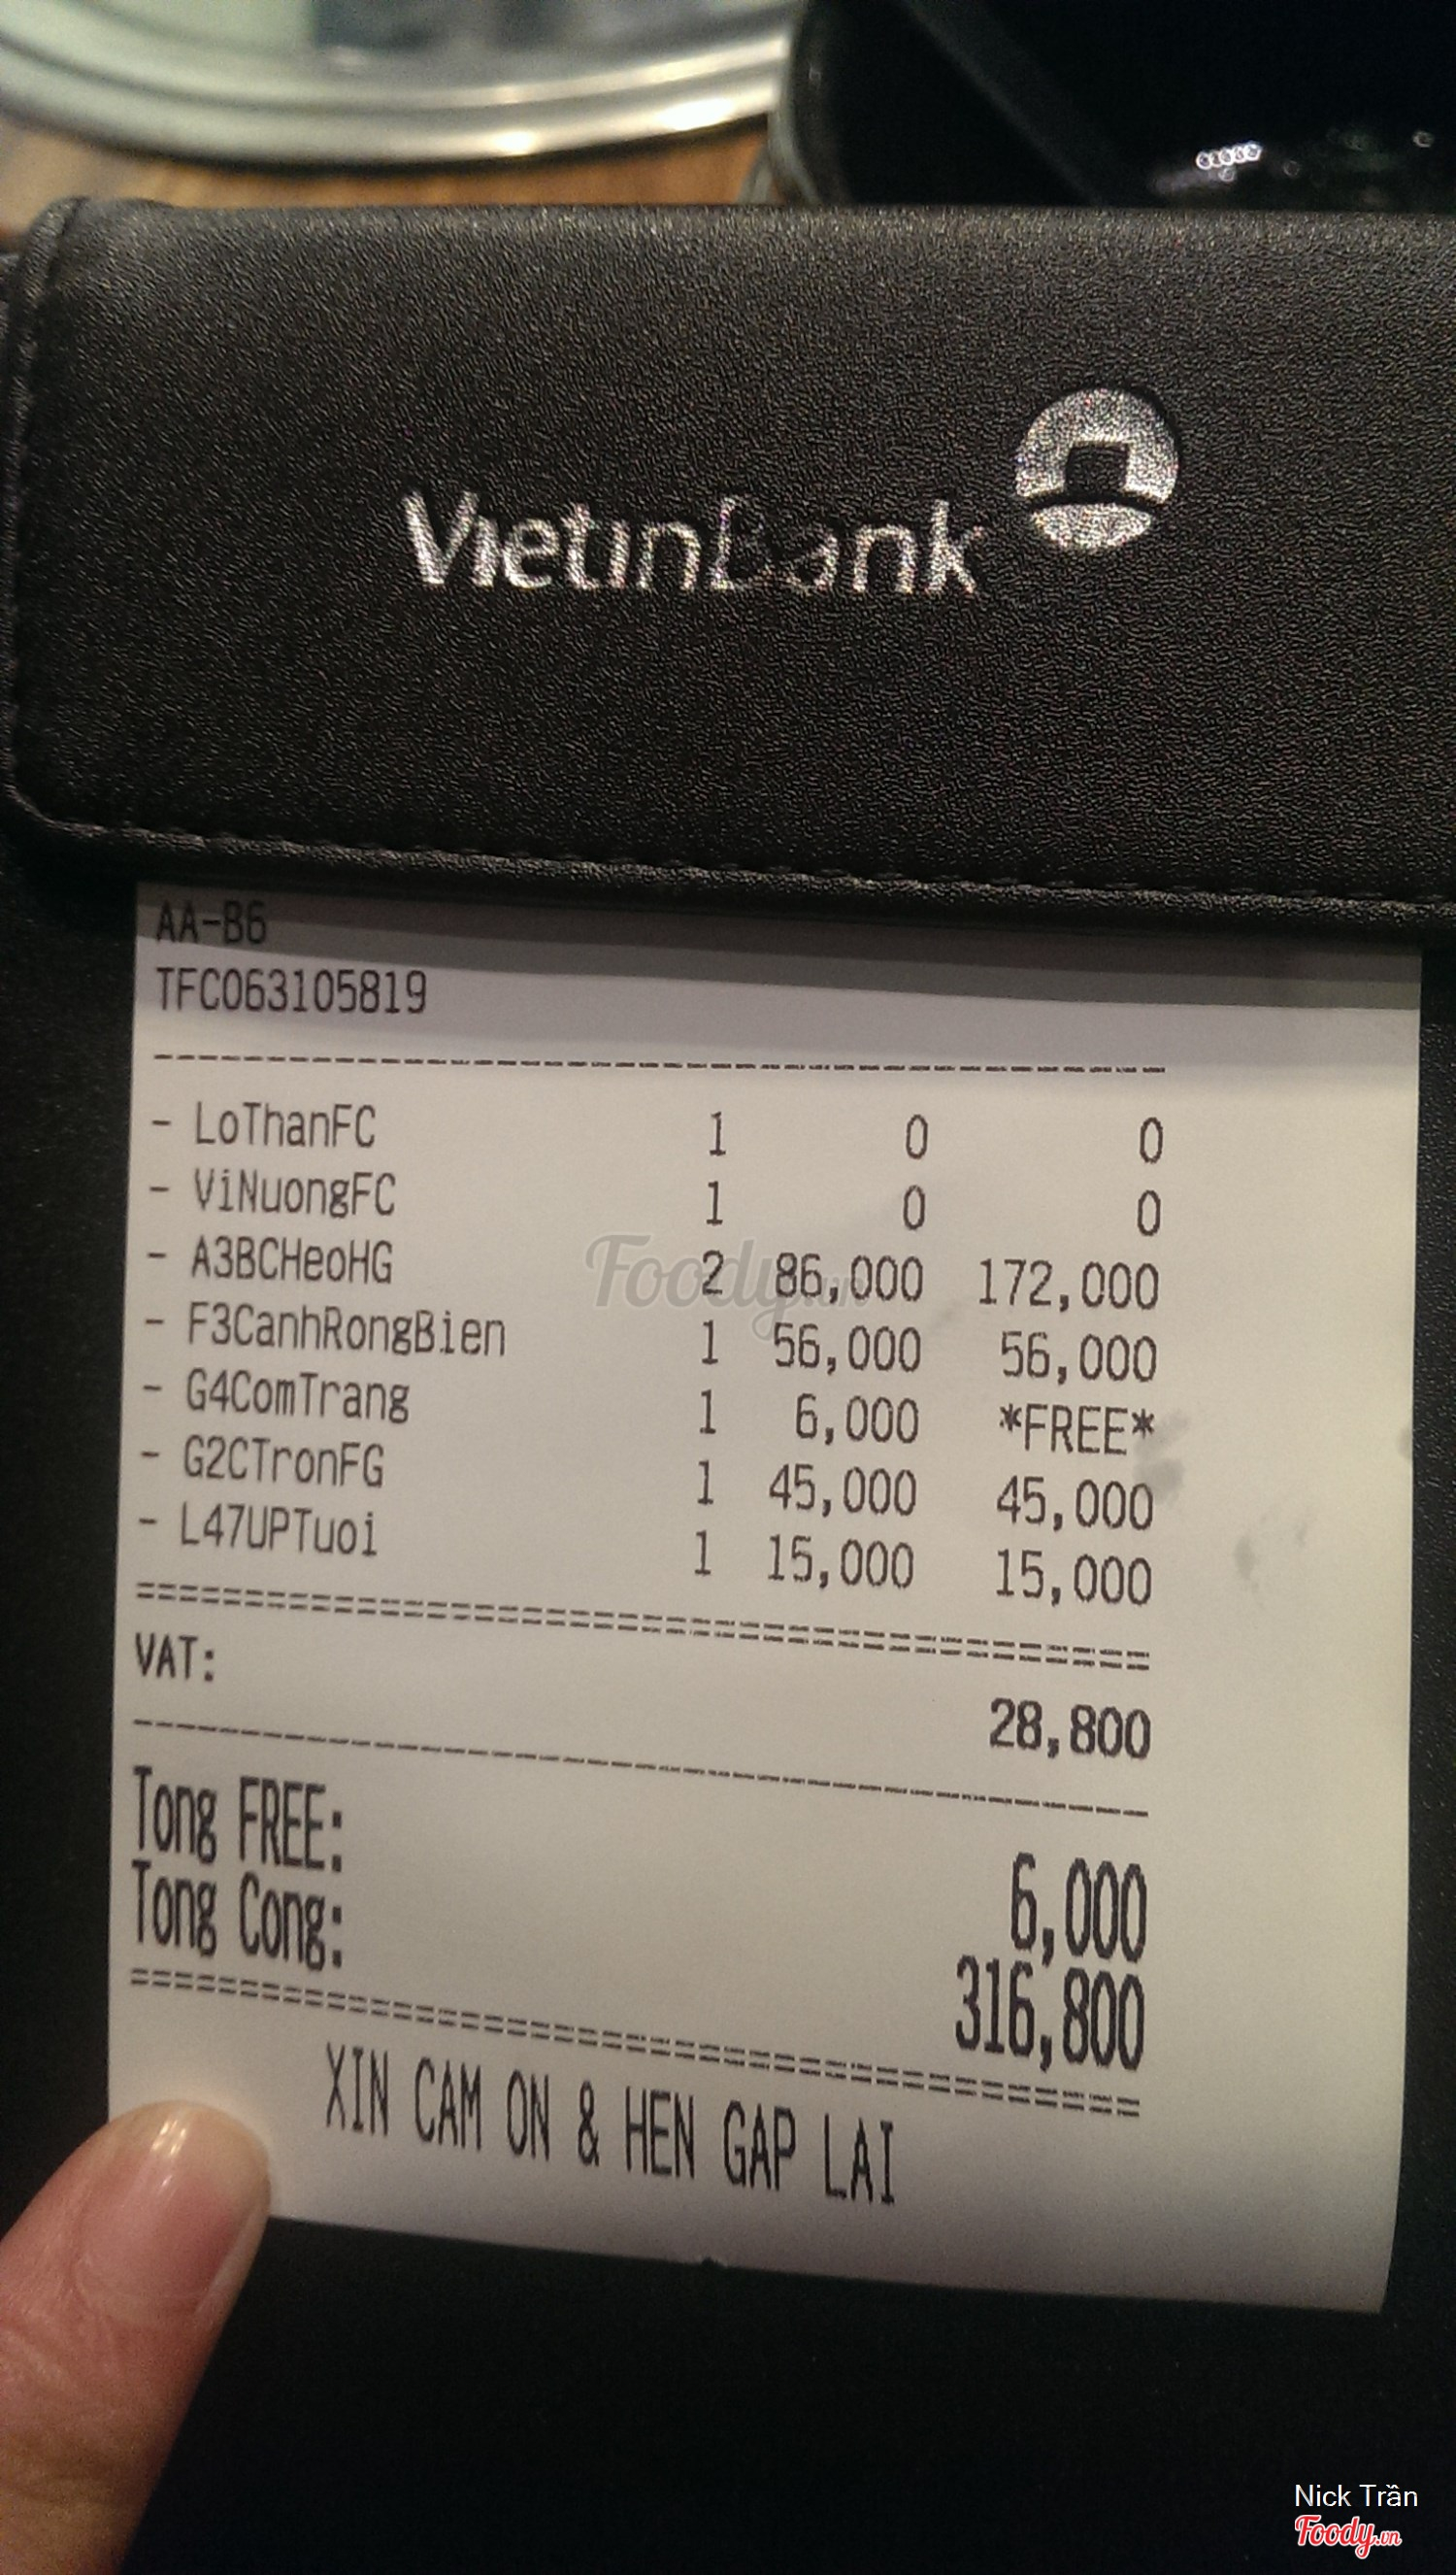 VietinBank
AA-B6
TFC063105819
- LoThanFC 1 0 0
- ViNuongFC 1 0 0
- A3BCHeoHG 2 86,000 172,000
- F3CanhRongBien 1 56,000 56,000
- G4ComTrang 1 6,000 *FREE*
- G2CTronFG 1 45,000 45,000
- L47UPTuoi 1 15,000 15,000
VAT: 28,800
Tong FREE: 6,000
Tong Cong: 316,800
XIN CAM ON & HEN GAP LAI
Foody.vn
Nick Trần
Foody.vn